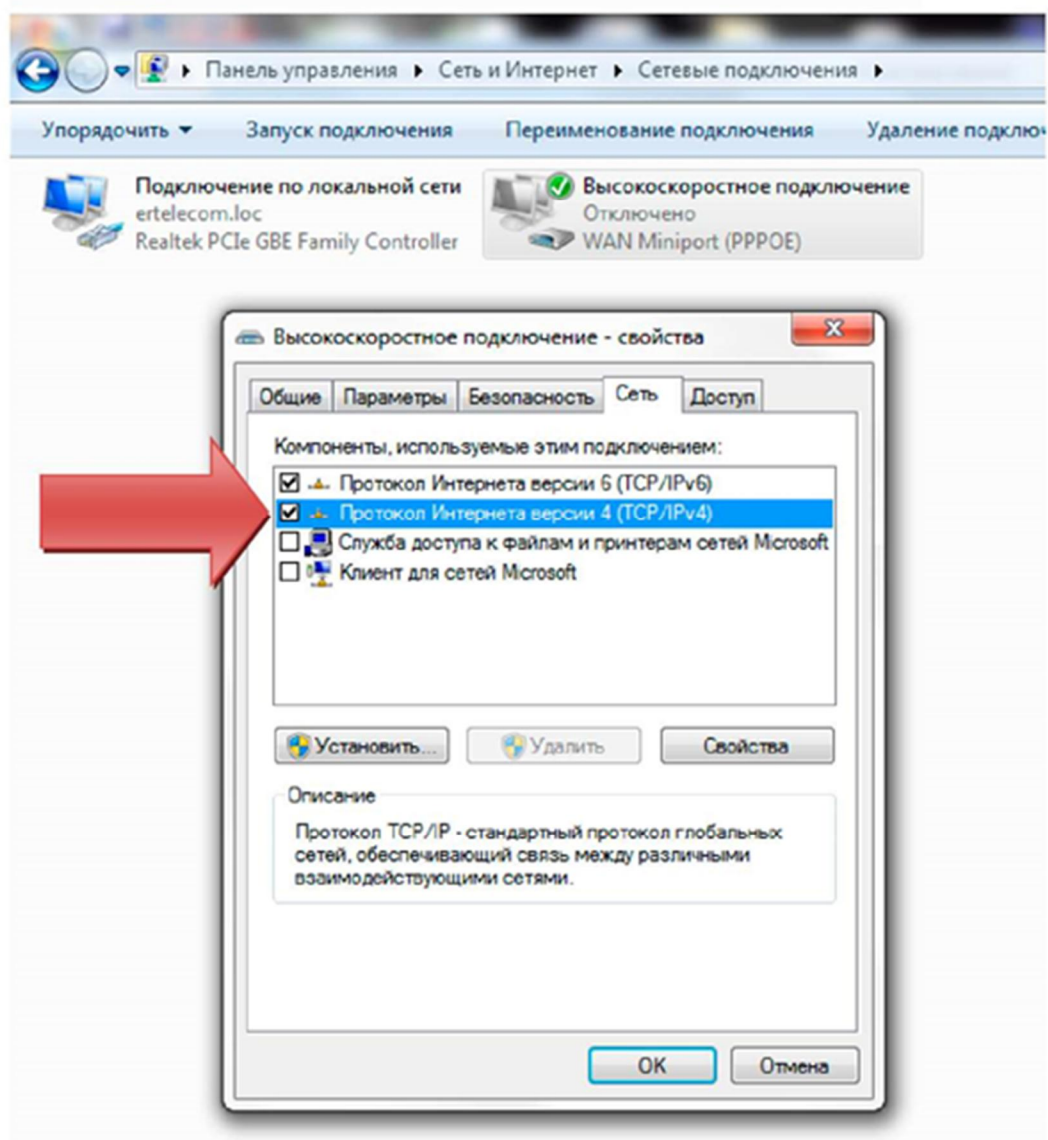 Панель управления ▸ Сеть и Интернет ▸ Сетевые подключения ▸
Упорядочить ▾ Запуск подключения Переименование подключения Удаление подключ
Подключение по локальной сети
ertelecom.loc
Realtek PCIe GBE Family Controller
Высокоскоростное подключение
Отключено
WAN Miniport (PPPOE)
Высокоскоростное подключение - свойства
Общие Параметры Безопасность Сеть Доступ
Компоненты, используемые этим подключением:
Протокол Интернета версии 6 (TCP/IPv6)
Протокол Интернета версии 4 (TCP/IPv4)
Служба доступа к файлам и принтерам сетей Microsoft
Клиент для сетей Microsoft
Установить... Удалить Свойства
Описание
Протокол TCP/IP - стандартный протокол глобальных
сетей, обеспечивающий связь между различными
взаимодействующими сетями.
OK Отмена